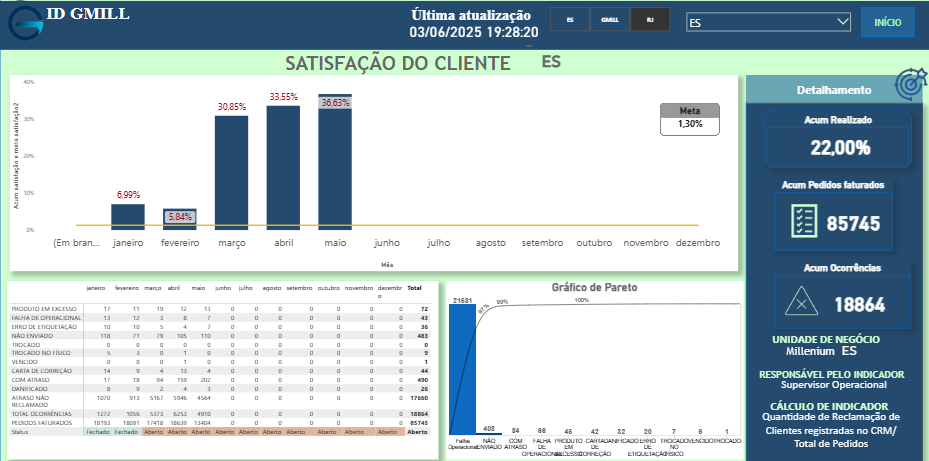 ID GMILL
Última atualização
03/06/2025 19:28:20
ES GMILL RJ
ES
INÍCIO
SATISFAÇÃO DO CLIENTE ES
Acum satisfação e meta satisfação2
40%
30%
20%
10%
0%
6,99%
5,84%
30,85%
33,55%
36,63%
Meta
1,30%
(Em bran... janeiro fevereiro março abril maio junho julho agosto setembro outubro novembro dezembro
Mês
Detalhamento
Acum Realizado
22,00%
Acum Pedidos faturados
85745
Acum Ocorrências
18864
UNIDADE DE NEGÓCIO
Millenium ES
RESPONSÁVEL PELO INDICADOR
Supervisor Operacional
CÁLCULO DE INDICADOR
Quantidade de Reclamação de
Clientes registradas no CRM/
Total de Pedidos
janeiro fevereiro março abril maio junho julho agosto setembro outubro novembro dezembr Total
o
PRODUTO EM EXCESSO 17 11 19 12 13 0 0 0 0 0 0 0 72
FALHA DE OPERACIONAL 13 12 3 8 7 0 0 0 0 0 0 0 43
ERRO DE ETIQUETAÇÃO 10 10 5 4 7 0 0 0 0 0 0 0 36
NÃO ENVIADO 118 71 79 105 110 0 0 0 0 0 0 0 483
TROCADO 0 0 0 0 0 0 0 0 0 0 0 0 0
TROCADO NO FÍSICO 5 3 0 1 0 0 0 0 0 0 0 0 9
VENCIDO 0 0 0 1 0 0 0 0 0 0 0 0 1
CARTA DE CORREÇÃO 14 9 4 13 4 0 0 0 0 0 0 0 44
COM ATRASO 17 18 94 159 202 0 0 0 0 0 0 0 490
DANIFICADO 8 9 2 4 3 0 0 0 0 0 0 0 26
ATRASO NÃO
RECLAMADO 1070 913 5167 5946 4564 0 0 0 0 0 0 0 17660
TOTAL OCORRÊNCIAS 1272 1056 5373 6253 4910 0 0 0 0 0 0 0 18864
PEDIDOS FATURADOS 18193 18091 17418 18639 13404 0 0 0 0 0 0 0 85745
Status Fechado Fechado Aberto Aberto Aberto Aberto Aberto Aberto Aberto Aberto Aberto Aberto Aberto
Gráfico de Pareto
97% 99% 100%
34 66 45 42 32 20 7 6 1
Falha
Operacional
NÃO
ENVIADO
COM
ATRASO
FALHA
DE
OPERACIONAL
PRODUTO
EM
EXCESSO
CARTA
DE
CORREÇÃO
DANIFICADO
ERRO
DE
ETIQUETAÇÃO
TROCADO
NO
FÍSICO
VENCIDO
TROCADO